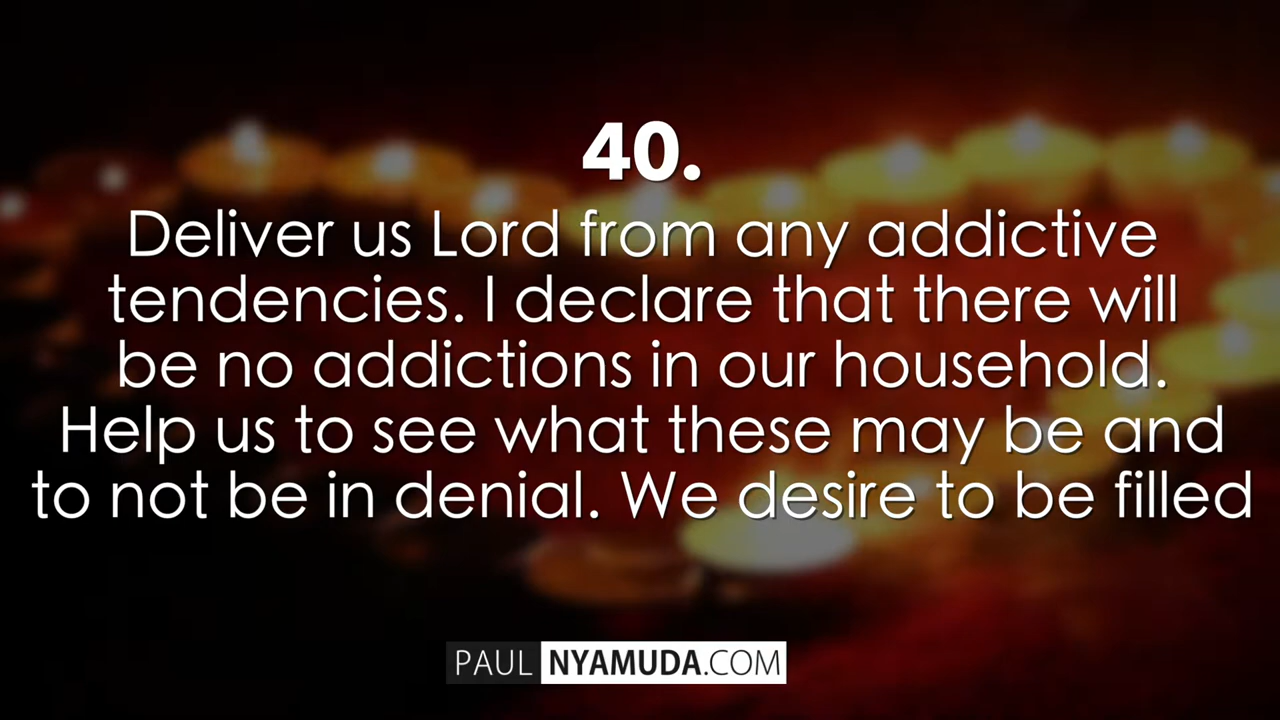 40.
Deliver us Lord from any addictive
tendencies. I declare that there will
be no addictions in our household.
Help us to see what these may be and
to not be in denial. We desire to be filled
PAUL NYAMUDA.COM